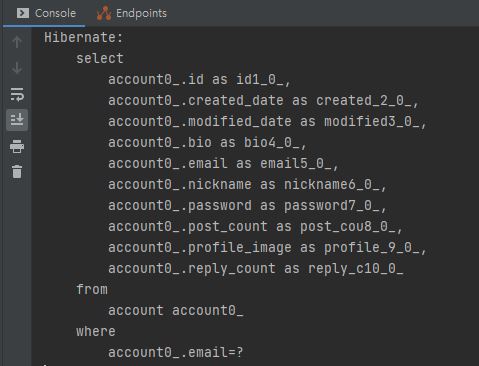 Console Endpoints
Hibernate:
select
account0_.id as id1_0_,
account0_.created_date as created_2_0_,
account0_.modified_date as modified3_0_,
account0_.bio as bio4_0_,
account0_.email as email5_0_,
account0_.nickname as nickname6_0_,
account0_.password as password7_0_,
account0_.post_count as post_cou8_0_,
account0_.profile_image as profile_9_0_,
account0_.reply_count as reply_c10_0_
from
account account0_
where
account0_.email=?